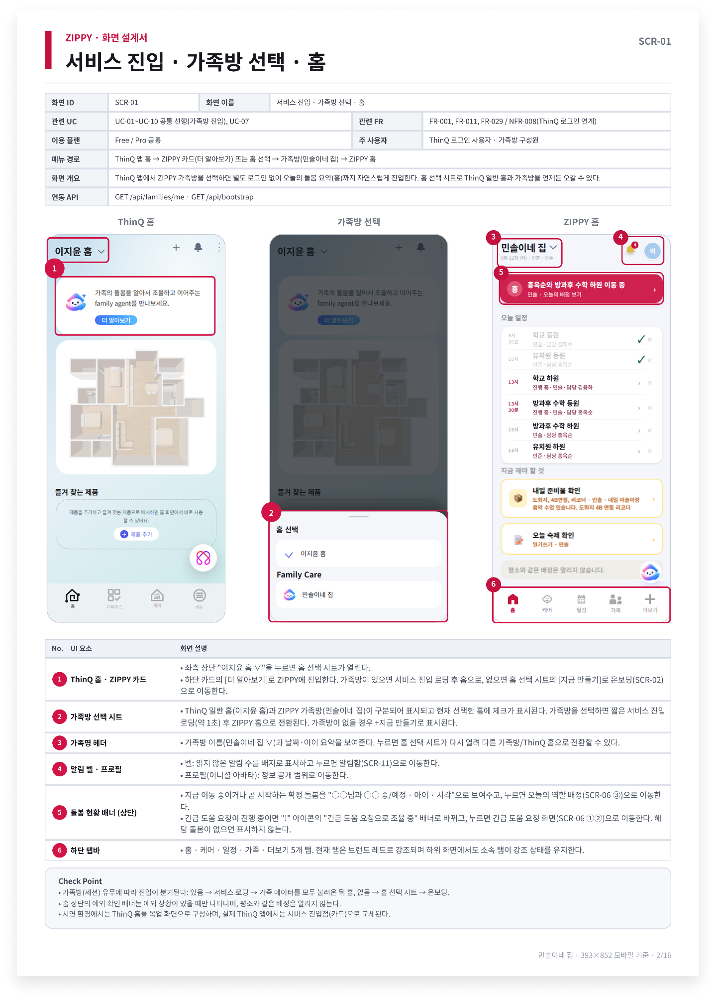 ZIPPY · 화면 설계서
SCR-01
서비스 진입 · 가족방 선택 · 홈
화면 ID SCR-01 화면 이름 서비스 진입 · 가족방 선택 · 홈
관련 UC UC-01~UC-10 공통 선행(가족방 진입), UC-07 관련 FR FR-001, FR-011, FR-029 / NFR-008(ThinQ 로그인 연계)
이용 플랜 Free / Pro 공통 주 사용자 ThinQ 로그인 사용자 · 가족방 구성원
메뉴 경로 ThinQ 앱 홈 → ZIPPY 카드(더 알아보기) 또는 홈 선택 → 가족방(민솔이네 집) → ZIPPY 홈
화면 개요 ThinQ 앱에서 ZIPPY 가족방을 선택하면 별도 로그인 없이 오늘의 돌봄 요약(홈)까지 자연스럽게 진입한다. 홈 선택 시트로 ThinQ 일반 홈과 가족방을 언제든 오갈 수 있다.
연동 API GET /api/families/me · GET /api/bootstrap
ThinQ 홈
이지윤 홈
1
가족의 돌봄을 알아서 조율하고 이어주는
family agent를 만나보세요.
더 알아보기
즐겨 찾는 제품
제품을 추가하고 즐겨 찾는 제품으로 배치하면 홈 화면에서 바로 사용
할 수 있어요.
제품 추가
홈 디바이스 케어 메뉴
가족방 선택
이지윤 홈
가족의 돌봄을 알아서 조율하고 이어주는
family agent를 만나보세요.
더 알아보기
즐겨 찾는 제품
2
홈 선택
이지윤 홈
Family Care
민솔이네 집
ZIPPY 홈
3
민솔이네 집
9월 22일 (화) · 민준 · 민솔
4
4
이
5
홍
홍옥순와 방과후 수학 하원 이동 중
민솔 · 오늘의 배정 보기
›
오늘 일정
8시
30분
학교 등원
민솔 · 담당 김태수
✓ ×
10시
유치원 등원
민준 · 담당 홍옥순
✓ ×
13시
학교 하원
진행 중 · 민솔 · 담당 김용화
› ×
13시
30분
방과후 수학 등원
진행 중 · 민솔 · 담당 홍옥순
› ×
15시
방과후 수학 하원
민솔 · 담당 홍옥순
› ×
16시
유치원 하원
민준 · 담당 홍옥순
› ×
지금 해야 할 것
내일 준비물 확인
도화지, 4B연필, 리코더 · 민솔 · 내일 미술이랑
음악 수업 있습니다. 도화지 4B 연필 리코더
›
오늘 숙제 확인
일기쓰기 · 민솔
›
평소와 같은 배정은 알리지 않습니다.
6
홈 케어 일정 가족 더보기
No. UI 요소 화면 설명
1 ThinQ 홈 · ZIPPY 카드
• 좌측 상단 "이지윤 홈 ∨"을 누르면 홈 선택 시트가 열린다.
• 하단 카드의 [더 알아보기]로 ZIPPY에 진입한다. 가족방이 있으면 서비스 진입 로딩 후 홈으로, 없으면 홈 선택 시트의 [지금 만들기]로 온보딩(SCR-02)
으로 이동한다.
2 가족방 선택 시트
• ThinQ 일반 홈(이지윤 홈)과 ZIPPY 가족방(민솔이네 집)이 구분되어 표시되고 현재 선택한 홈에 체크가 표시된다. 가족방을 선택하면 짧은 서비스 진입
로딩(약 1초) 후 ZIPPY 홈으로 전환된다. 가족방이 없을 경우 +지금 만들기로 표시된다.
3 가족명 헤더
• 가족방 이름(민솔이네 집 ∨)과 날짜·아이 요약을 보여준다. 누르면 홈 선택 시트가 다시 열려 다른 가족방/ThinQ 홈으로 전환할 수 있다.
4 알림 벨 · 프로필
• 벨: 읽지 않은 알림 수를 배지로 표시하고 누르면 알림함(SCR-11)으로 이동한다.
• 프로필(이니셜 아바타): 정보 공개 범위로 이동한다.
5 돌봄 현황 배너 (상단)
• 지금 이동 중이거나 곧 시작하는 확정 돌봄을 "○○님과 ○○ 중/예정 · 아이 · 시각"으로 보여주고, 누르면 오늘의 역할 배정(SCR-06 ③)으로 이동한
다.
• 긴급 도움 요청이 진행 중이면 "!" 아이콘의 "긴급 도움 요청으로 조율 중" 배너로 바뀌고, 누르면 긴급 도움 요청 화면(SCR-06 ①②)으로 이동한다. 해
당 돌봄이 없으면 표시하지 않는다.
6 하단 탭바
• 홈 · 케어 · 일정 · 가족 · 더보기 5개 탭. 현재 탭은 브랜드 레드로 강조되며 하위 화면에서도 소속 탭이 강조 상태를 유지한다.
Check Point
• 가족방(세션) 유무에 따라 진입이 분기된다: 있음 → 서비스 로딩 → 가족 데이터를 모두 불러온 뒤 홈, 없음 → 홈 선택 시트 → 온보딩.
• 홈 상단의 예외 확인 배너는 예외 상황이 있을 때만 나타나며, 평소와 같은 배정은 알리지 않는다.
• 시연 환경에서는 ThinQ 홈을 목업 화면으로 구성하며, 실제 ThinQ 앱에서는 서비스 진입점(카드)으로 교체된다.
민솔이네 집 · 393×852 모바일 기준 · 2/16